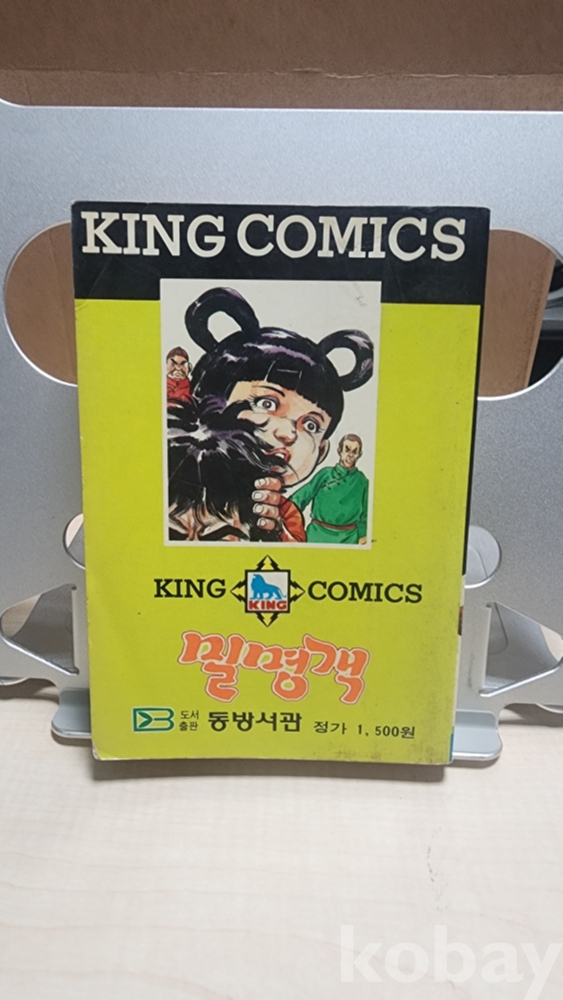 KING COMICS
KING KING COMICS
밀명객
도서
출판 동방서관 정가 1,500원
kobay